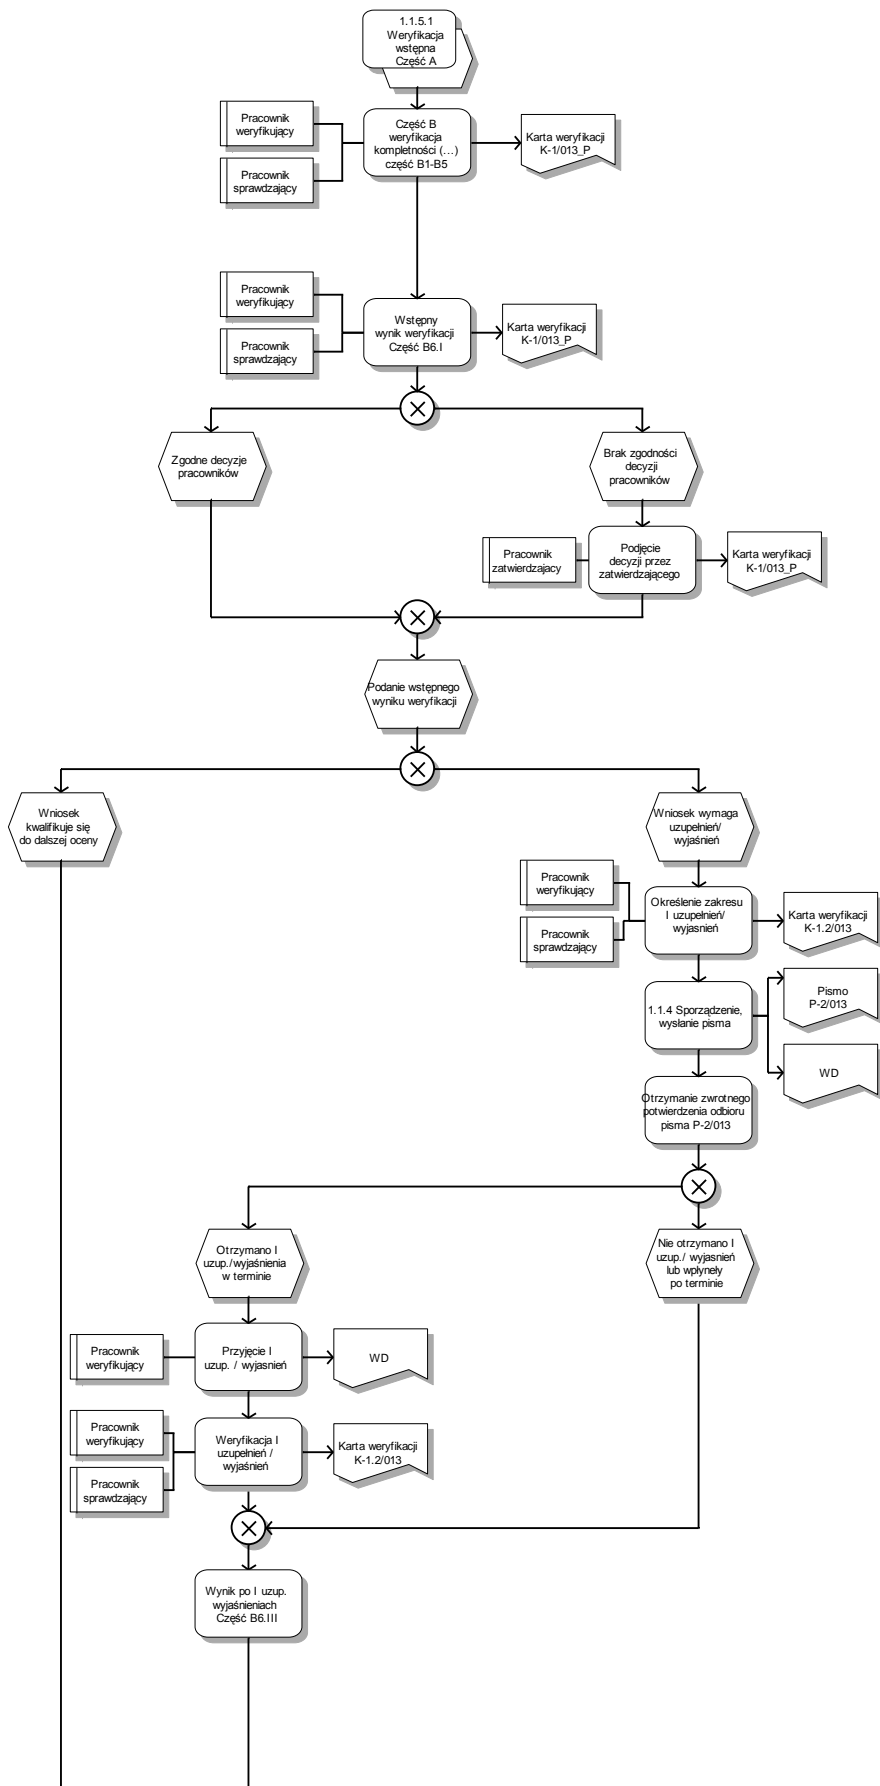 1.1.5.1
Weryfikacja
wstępna
Część A
Pracownik
weryfikujący
Pracownik
sprawdzający
Część B
weryfikacja
kompletności (...)
część B1-B5
Karta weryfikacji
K-1/013_P
Pracownik
weryfikujący
Pracownik
sprawdzający
Wstępny
wynik weryfikacji
Część B6.I
Karta weryfikacji
K-1/013_P
Zgodne decyzje
pracowników
Brak zgodności
decyzji
pracowników
Pracownik
zatwierdzajacy
Podjęcie
decyzji przez
zatwierdzającego
Karta weryfikacji
K-1/013_P
Podanie wstępnego
wyniku weryfikacji
Wniosek
kwalifikuje się
do dalszej oceny
Wniosek wymaga
uzupełnień/
wyjaśnień
Pracownik
weryfikujący
Pracownik
sprawdzający
Określenie zakresu
I uzupełnień/
wyjasnień
Karta weryfikacji
K-1.2/013
1.1.4 Sporządzenie,
wysłanie pisma
Pismo
P-2/013
WD
Otrzymanie zwrotnego
potwierdzenia odbioru
pisma P-2/013
Otrzymano I
uzup./wyjaśnienia
w terminie
Nie otrzymano I
uzup./ wyjasnień
lub wpłyneły
po terminie
Pracownik
weryfikujący
Przyjęcie I
uzup. / wyjasnień
WD
Pracownik
weryfikujący
Pracownik
sprawdzający
Weryfikacja I
uzupełnień /
wyjaśnień
Karta weryfikacji
K-1.2/013
Wynik po I uzup.
wyjaśnieniach
Część B6.III